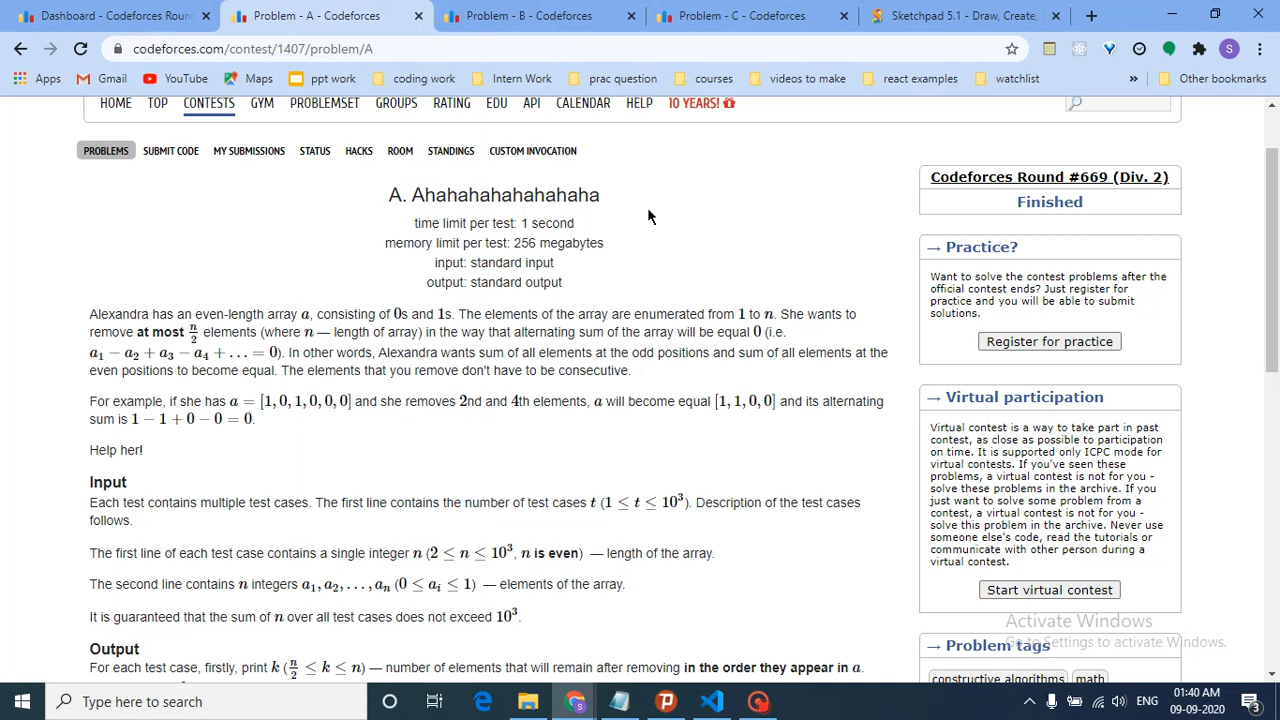 Dashboard - Codeforces Roun
Problem - A - Codeforces
Problem - B - Codeforces
Problem - C - Codeforces
Sketchpad 5.1 - Draw, Create,
codeforces.com/contest/1407/problem/A
S
Apps Gmail YouTube Maps ppt work coding work Intern Work prac question courses videos to make react examples watchlist » Other bookmarks
HOME TOP CONTESTS GYM PROBLEMSET GROUPS RATING EDU API CALENDAR HELP 10 YEARS!
PROBLEMS SUBMIT CODE MY SUBMISSIONS STATUS HACKS ROOM STANDINGS CUSTOM INVOCATION
A. Ahahahahahahahaha
time limit per test: 1 second
memory limit per test: 256 megabytes
input: standard input
output: standard output
Alexandra has an even-length array a, consisting of 0s and 1s. The elements of the array are enumerated from 1 to n. She wants to
remove at most n/2 elements (where n — length of array) in the way that alternating sum of the array will be equal 0 (i.e.
a1 − a2 + a3 − a4 + … = 0). In other words, Alexandra wants sum of all elements at the odd positions and sum of all elements at the
even positions to become equal. The elements that you remove don't have to be consecutive.
For example, if she has a = [1, 0, 1, 0, 0, 0] and she removes 2nd and 4th elements, a will become equal [1, 1, 0, 0] and its alternating
sum is 1 − 1 + 0 − 0 = 0.
Help her!
Input
Each test contains multiple test cases. The first line contains the number of test cases t (1 ≤ t ≤ 10^3). Description of the test cases
follows.
The first line of each test case contains a single integer n (2 ≤ n ≤ 10^3, n is even) — length of the array.
The second line contains n integers a1, a2, …, an (0 ≤ ai ≤ 1) — elements of the array.
It is guaranteed that the sum of n over all test cases does not exceed 10^3.
Output
For each test case, firstly, print k (n/2 ≤ k ≤ n) — number of elements that will remain after removing in the order they appear in a.
Codeforces Round #669 (Div. 2)
Finished
→ Practice?
Want to solve the contest problems after the
official contest ends? Just register for
practice and you will be able to submit
solutions.
Register for practice
→ Virtual participation
Virtual contest is a way to take part in past
contest, as close as possible to participation
on time. It is supported only ICPC mode for
virtual contests. If you've seen these
problems, a virtual contest is not for you -
solve these problems in the archive. If you
just want to solve some problem from a
contest, a virtual contest is not for you -
solve this problem in the archive. Never use
someone else's code, read the tutorials or
communicate with other person during a
virtual contest.
Start virtual contest
Activate Windows
Go to Settings to activate Windows.
→ Problem tags
constructive algorithms math
Type here to search
ENG
01:40 AM
09-09-2020
3